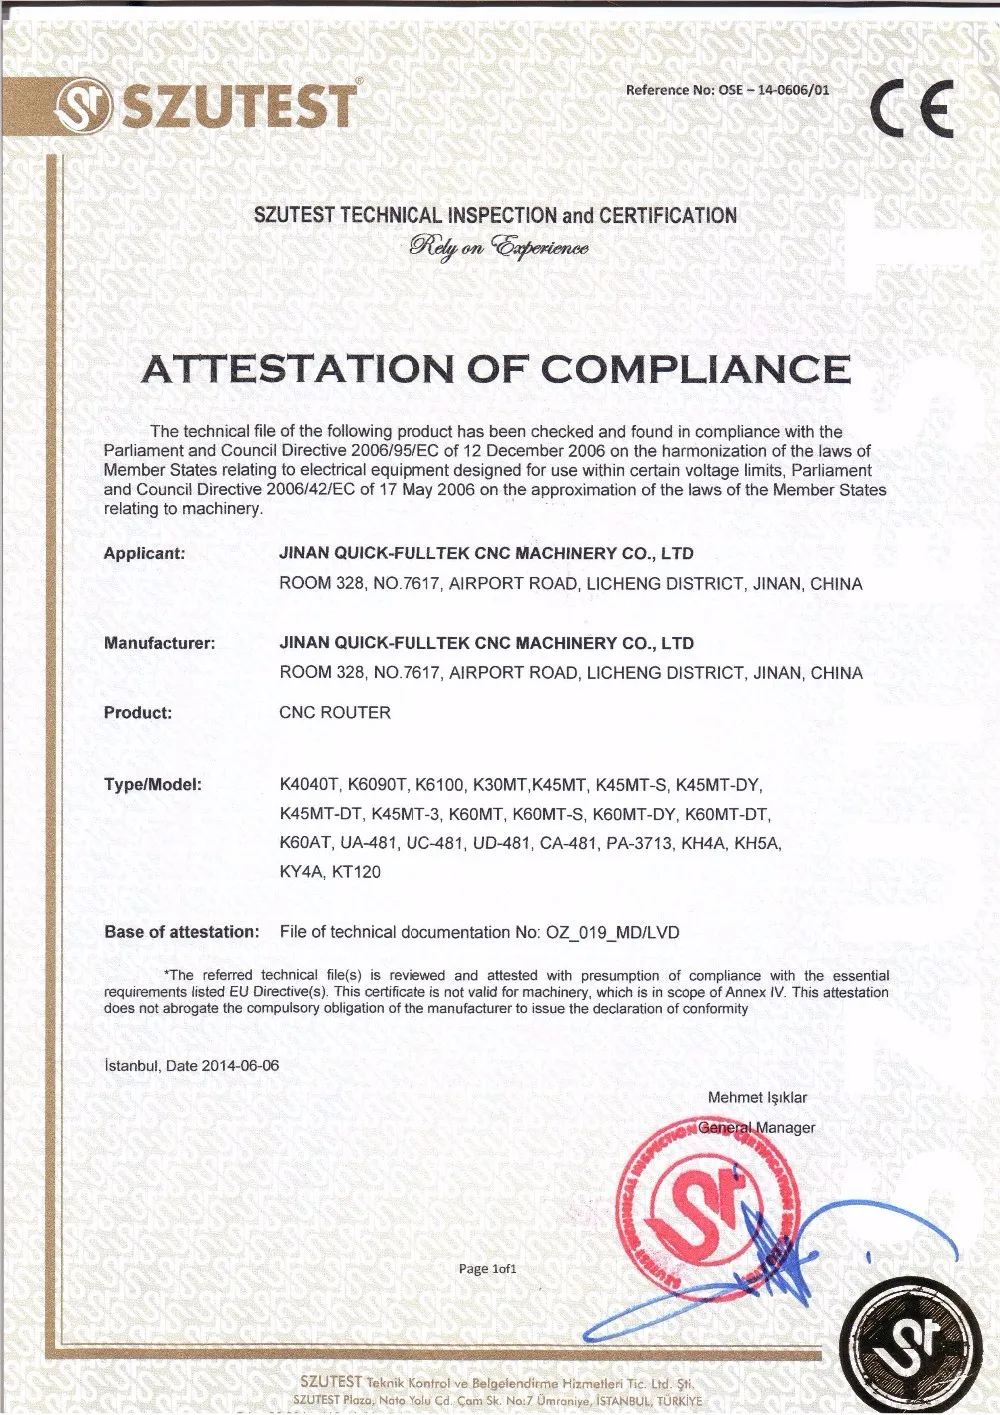 SZUTEST®
Reference No: OSE – 14-0606/01
CE
SZUTEST TECHNICAL INSPECTION and CERTIFICATION
Rely on Experience
ATTESTATION OF COMPLIANCE
The technical file of the following product has been checked and found in compliance with the
Parliament and Council Directive 2006/95/EC of 12 December 2006 on the harmonization of the laws of
Member States relating to electrical equipment designed for use within certain voltage limits, Parliament
and Council Directive 2006/42/EC of 17 May 2006 on the approximation of the laws of the Member States
relating to machinery.
Applicant: JINAN QUICK-FULLTEK CNC MACHINERY CO., LTD
ROOM 328, NO.7617, AIRPORT ROAD, LICHENG DISTRICT, JINAN, CHINA
Manufacturer: JINAN QUICK-FULLTEK CNC MACHINERY CO., LTD
ROOM 328, NO.7617, AIRPORT ROAD, LICHENG DISTRICT, JINAN, CHINA
Product: CNC ROUTER
Type/Model: K4040T, K6090T, K6100, K30MT,K45MT, K45MT-S, K45MT-DY,
K45MT-DT, K45MT-3, K60MT, K60MT-S, K60MT-DY, K60MT-DT,
K60AT, UA-481, UC-481, UD-481, CA-481, PA-3713, KH4A, KH5A,
KY4A, KT120
Base of attestation: File of technical documentation No: OZ_019_MD/LVD
*The referred technical file(s) is reviewed and attested with presumption of compliance with the essential
requirements listed EU Directive(s). This certificate is not valid for machinery, which is in scope of Annex IV. This attestation
does not abrogate the compulsory obligation of the manufacturer to issue the declaration of conformity
İstanbul, Date 2014-06-06
Mehmet Işıklar
General Manager
Page 1of1
SZUTEST Teknik Kontrol ve Belgelendirme Hizmetleri Tic. Ltd. Şti.
SZUTEST Plaza, Nato Yolu Cd. Çam Sk. No:7 Ümraniye, İSTANBUL, TÜRKİYE